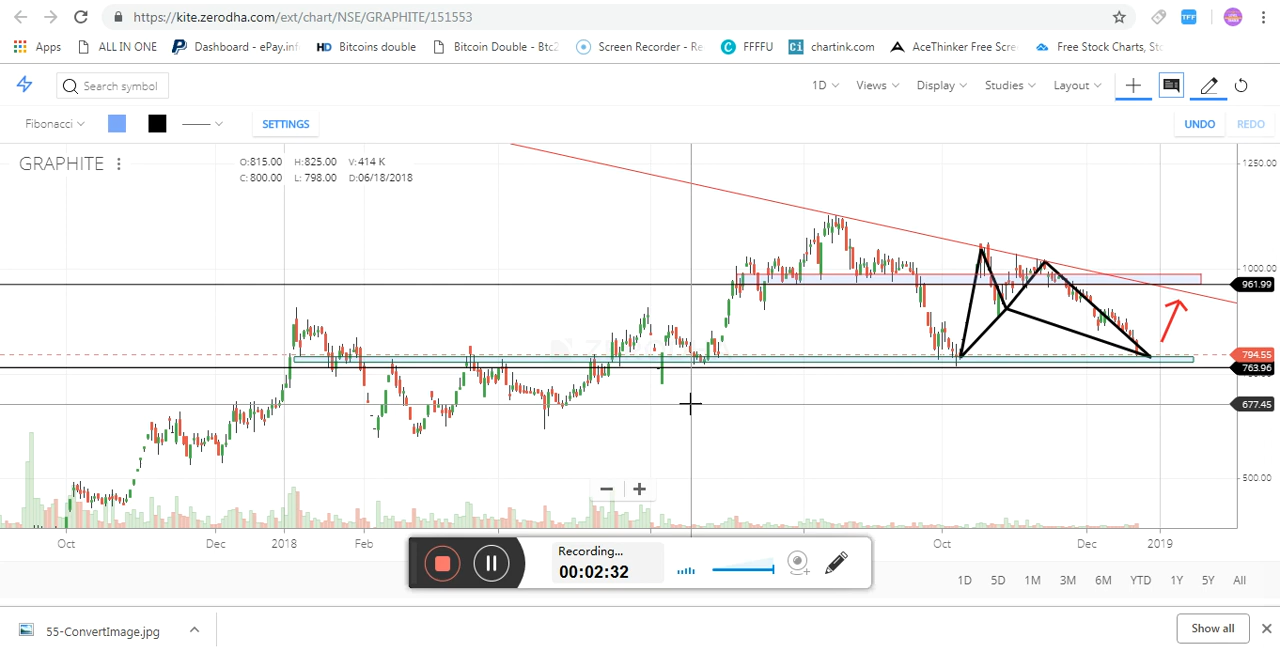 https://kite.zerodha.com/ext/chart/NSE/GRAPHITE/151553
TFF
Apps ALL IN ONE Dashboard - ePay.inf HD Bitcoins double Bitcoin Double - Btc2 Screen Recorder - Re C FFFFU Ci chartink.com AceThinker Free Scre Free Stock Charts, Sto
Search symbol 1D Views Display Studies Layout
Fibonacci SETTINGS UNDO REDO
GRAPHITE
O:815.00 H:825.00 V:414 K
C:800.00 L: 798.00 D:06/18/2018
1250.00
1000.00
961.99
794.55
763.96
677.45
500.00
Oct Dec 2018 Feb Oct Dec 2019
Recording...
00:02:32
1D 5D 1M 3M 6M YTD 1Y 5Y All
55-ConvertImage.jpg Show all